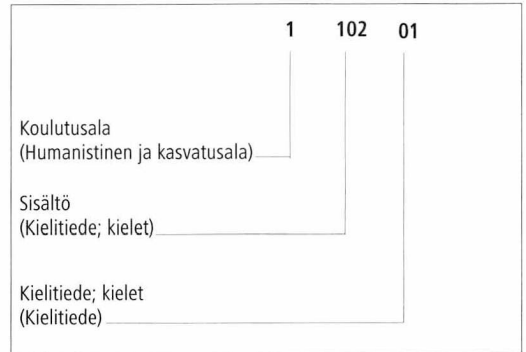 1 102 01
Koulutusala
(Humanistinen ja kasvatusala)
Sisältö
(Kielitiede; kielet)
Kielitiede; kielet
(Kielitiede)